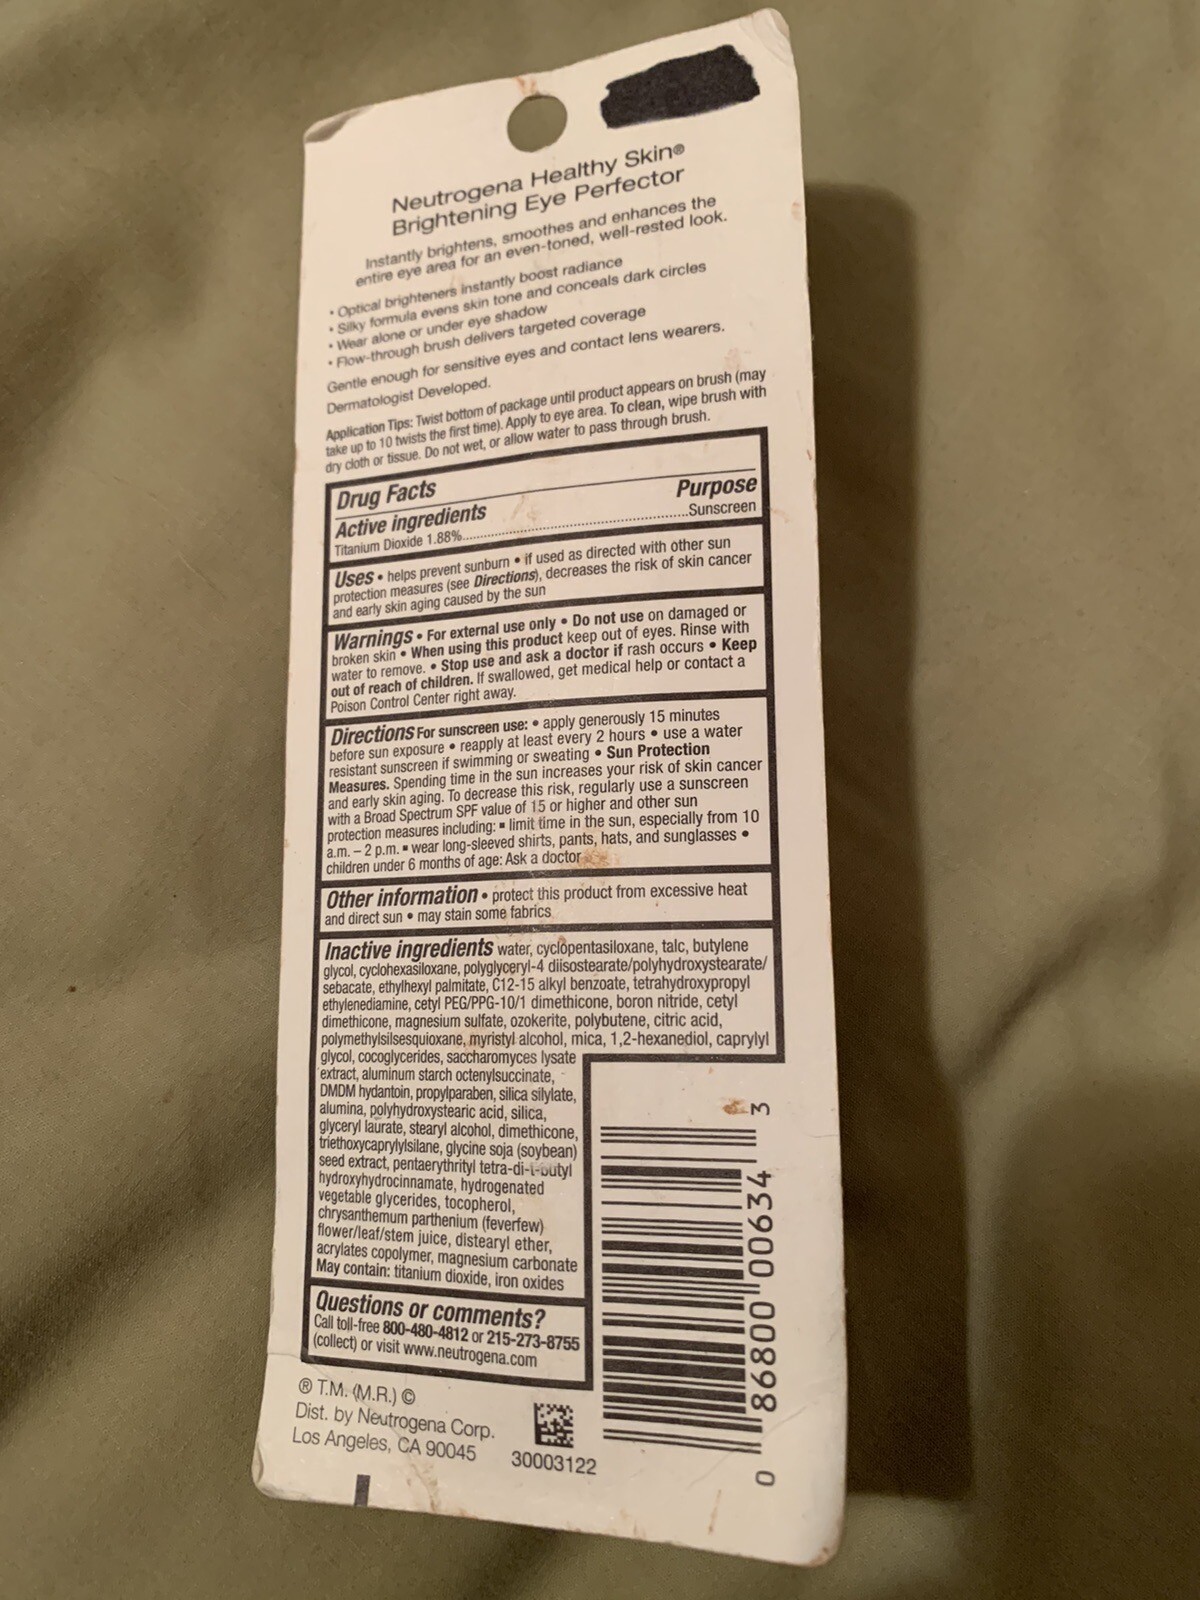 Neutrogena Healthy Skin®
Brightening Eye Perfector
Instantly brightens, smoothes and enhances the
entire eye area for an even-toned, well-rested look.
• Optical brighteners instantly boost radiance
• Silky formula evens skin tone and conceals dark circles
• Wear alone or under eye shadow
• Flow-through brush delivers targeted coverage
Gentle enough for sensitive eyes and contact lens wearers.
Dermatologist Developed.
Application Tips: Twist bottom of package until product appears on brush (may
take up to 10 twists the first time). Apply to eye area. To clean, wipe brush with
dry cloth or tissue. Do not wet, or allow water to pass through brush.
Drug Facts
Active ingredients Purpose
Titanium Dioxide 1.88%..........................................Sunscreen
Uses • helps prevent sunburn • if used as directed with other sun
protection measures (see Directions), decreases the risk of skin cancer
and early skin aging caused by the sun
Warnings • For external use only • Do not use on damaged or
broken skin • When using this product keep out of eyes. Rinse with
water to remove. • Stop use and ask a doctor if rash occurs • Keep
out of reach of children. If swallowed, get medical help or contact a
Poison Control Center right away.
Directions For sunscreen use: • apply generously 15 minutes
before sun exposure • reapply at least every 2 hours • use a water
resistant sunscreen if swimming or sweating • Sun Protection
Measures. Spending time in the sun increases your risk of skin cancer
and early skin aging. To decrease this risk, regularly use a sunscreen
with a Broad Spectrum SPF value of 15 or higher and other sun
protection measures including: ▪ limit time in the sun, especially from 10
a.m. – 2 p.m. ▪ wear long-sleeved shirts, pants, hats, and sunglasses •
children under 6 months of age: Ask a doctor
Other information • protect this product from excessive heat
and direct sun • may stain some fabrics
Inactive ingredients water, cyclopentasiloxane, talc, butylene
glycol, cyclohexasiloxane, polyglyceryl-4 diisostearate/polyhydroxystearate/
sebacate, ethylhexyl palmitate, C12-15 alkyl benzoate, tetrahydroxypropyl
ethylenediamine, cetyl PEG/PPG-10/1 dimethicone, boron nitride, cetyl
dimethicone, magnesium sulfate, ozokerite, polybutene, citric acid,
polymethylsilsesquioxane, myristyl alcohol, mica, 1,2-hexanediol, caprylyl
glycol, cocoglycerides, saccharomyces lysate
extract, aluminum starch octenylsuccinate,
DMDM hydantoin, propylparaben, silica silylate,
alumina, polyhydroxystearic acid, silica,
glyceryl laurate, stearyl alcohol, dimethicone,
triethoxycaprylylsilane, glycine soja (soybean)
seed extract, pentaerythrityl tetra-di-t-butyl
hydroxyhydrocinnamate, hydrogenated
vegetable glycerides, tocopherol,
chrysanthemum parthenium (feverfew)
flower/leaf/stem juice, distearyl ether,
acrylates copolymer, magnesium carbonate
May contain: titanium dioxide, iron oxides
Questions or comments?
Call toll-free 800-480-4812 or 215-273-8755
(collect) or visit www.neutrogena.com
® T.M. (M.R.) ©
Dist. by Neutrogena Corp.
Los Angeles, CA 90045
30003122
0 86800 00634 3